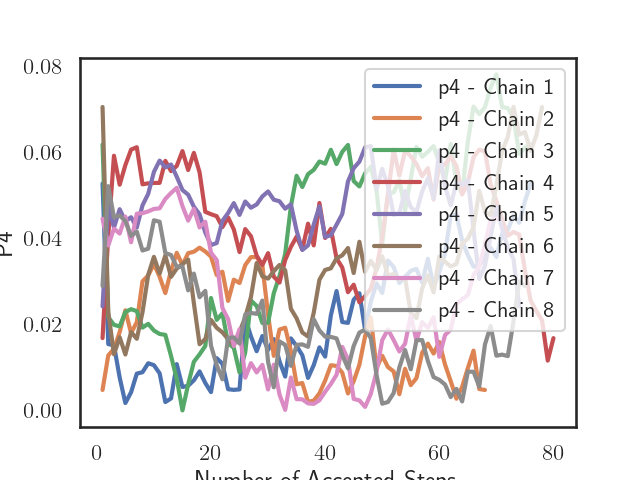 0.08
0.06
0.04
0.02
0.00
P4
0 20 40 60 80
Number of Accepted Steps
p4 - Chain 1
p4 - Chain 2
p4 - Chain 3
p4 - Chain 4
p4 - Chain 5
p4 - Chain 6
p4 - Chain 7
p4 - Chain 8